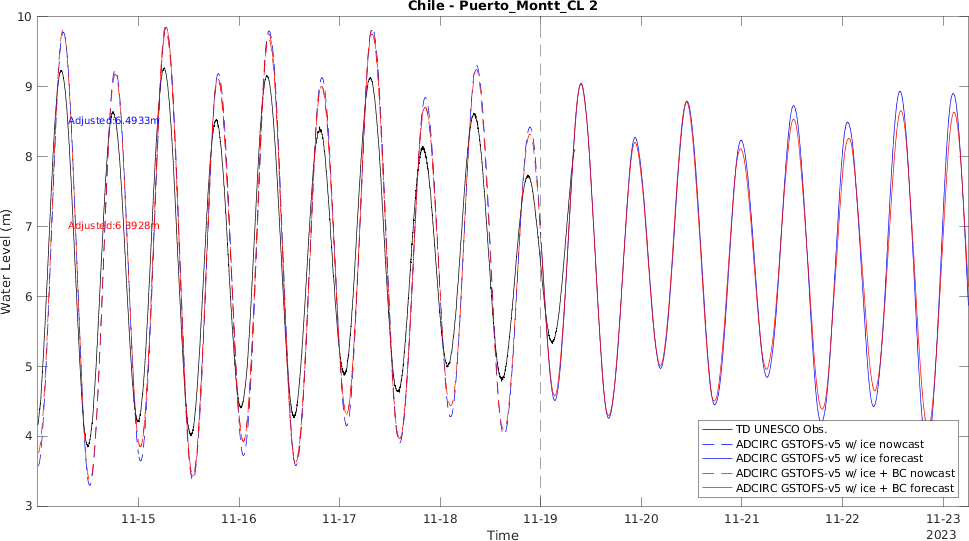 Chile - Puerto_Montt_CL 2
Water Level (m)
10
9
8
7
6
5
4
3
Adjusted:6.4933m
Adjusted:6.3928m
TD UNESCO Obs.
ADCIRC GSTOFS-v5 w/ ice nowcast
ADCIRC GSTOFS-v5 w/ ice forecast
ADCIRC GSTOFS-v5 w/ ice + BC nowcast
ADCIRC GSTOFS-v5 w/ ice + BC forecast
11-15 11-16 11-17 11-18 11-19 11-20 11-21 11-22 11-23
2023
Time